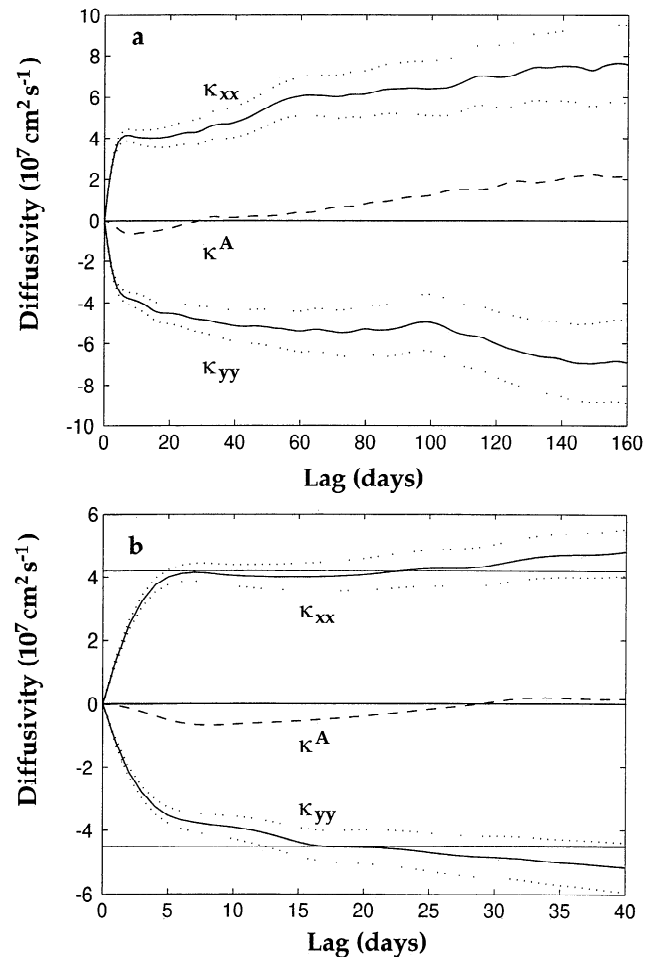 a
κxx
κA
κyy
10
8
6
4
2
0
-2
-4
-6
-8
-10
Diffusivity (10⁷ cm² s⁻¹)
0 20 40 60 80 100 120 140 160
Lag (days)
b
κxx
κA
κyy
6
4
2
0
-2
-4
-6
Diffusivity (10⁷ cm² s⁻¹)
0 5 10 15 20 25 30 35 40
Lag (days)